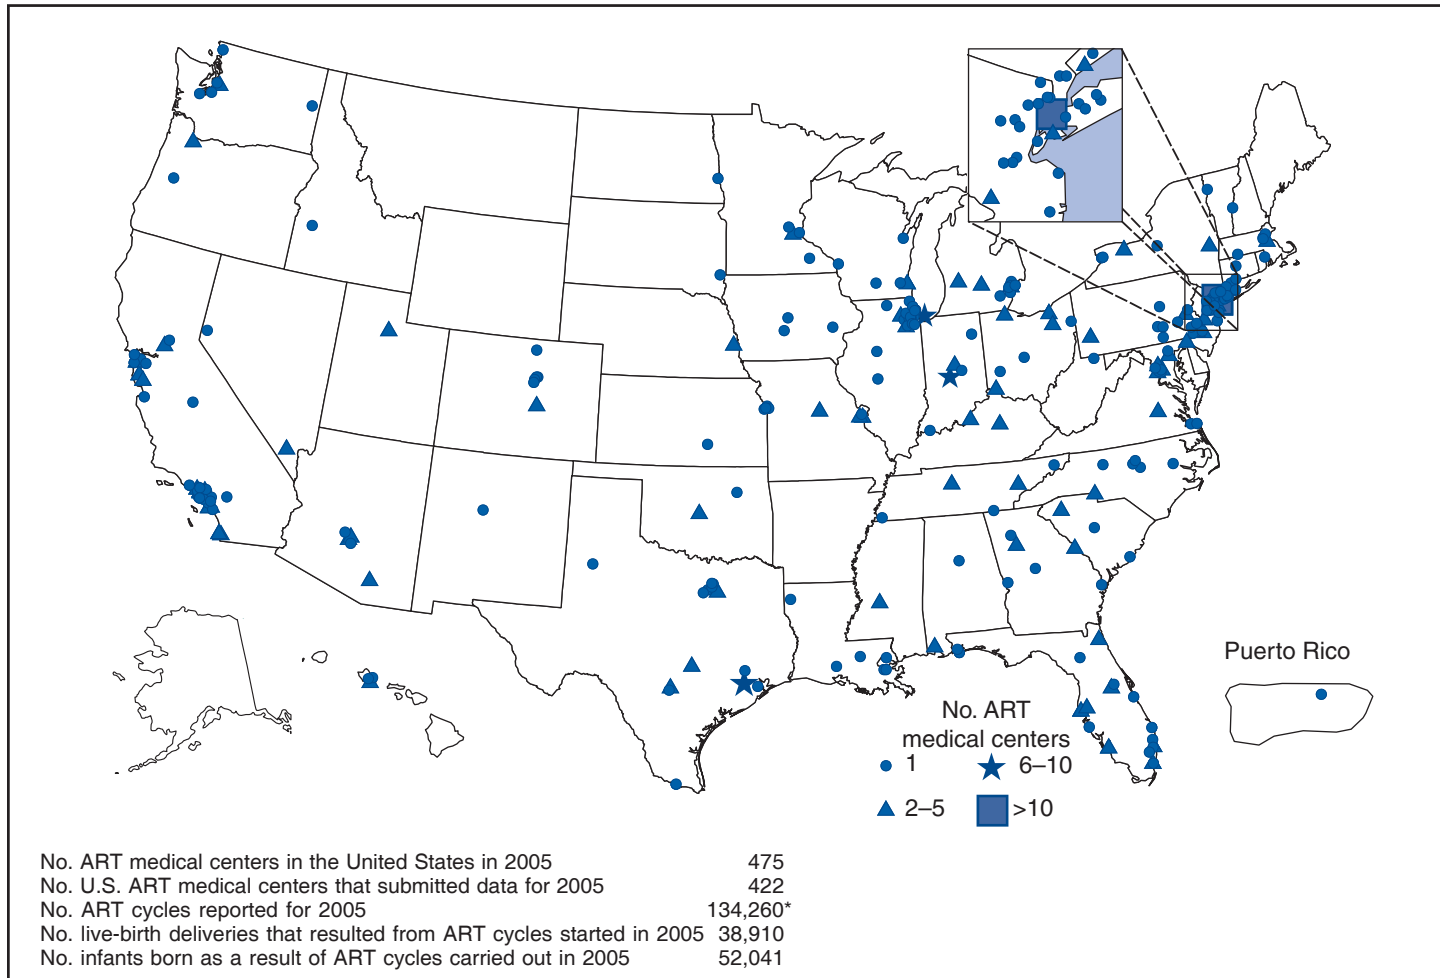 Puerto Rico
No. ART
medical centers
1
6–10
2–5
>10
No. ART medical centers in the United States in 2005 475
No. U.S. ART medical centers that submitted data for 2005 422
No. ART cycles reported for 2005 134,260*
No. live-birth deliveries that resulted from ART cycles started in 2005 38,910
No. infants born as a result of ART cycles carried out in 2005 52,041